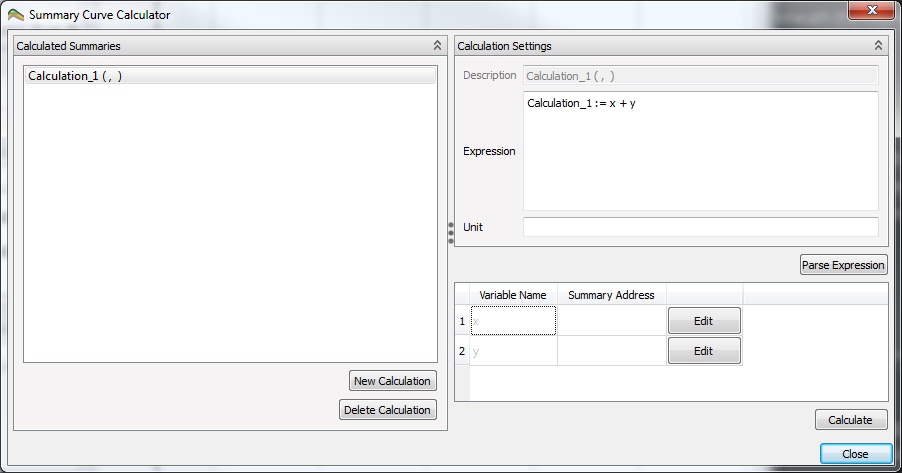 Summary Curve Calculator
Calculated Summaries
Calculation_1 ( , )
New Calculation
Delete Calculation
Calculation Settings
Description Calculation_1 ( , )
Expression Calculation_1 := x + y
Unit
Parse Expression
Variable Name Summary Address
1 x Edit
2 y Edit
Calculate
Close